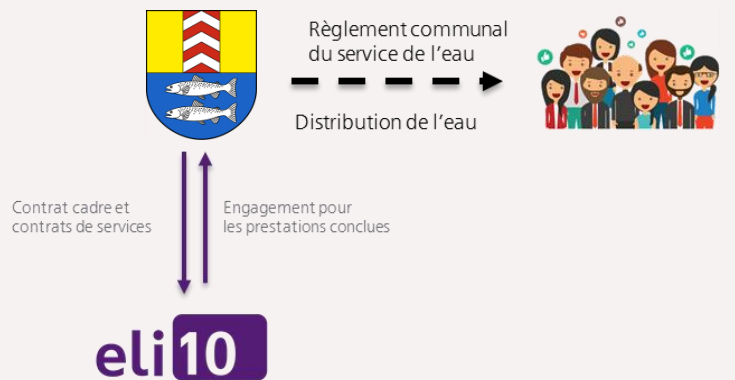 Règlement communal
du service de l'eau
Distribution de l'eau
Contrat cadre et
contrats de services
Engagement pour
les prestations conclues
eli10